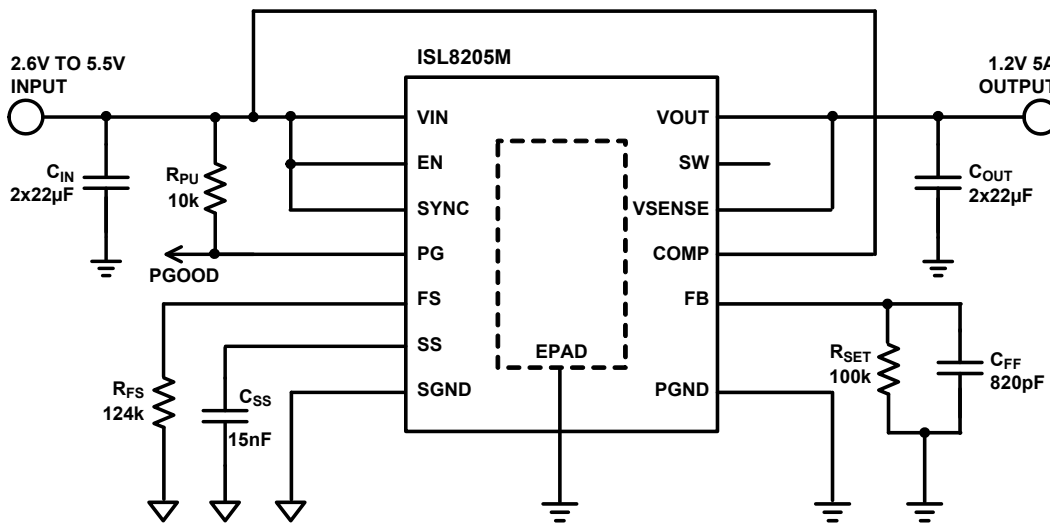 2.6V TO 5.5V
INPUT
ISL8205M
1.2V 5A
OUTPUT
VIN
EN
SYNC
PG
FS
SS
SGND
VOUT
SW
VSENSE
COMP
FB
PGND
EPAD
CIN
2x22µF
RPU
10k
PGOOD
RFS
124k
CSS
15nF
COUT
2x22µF
RSET
100k
CFF
820pF